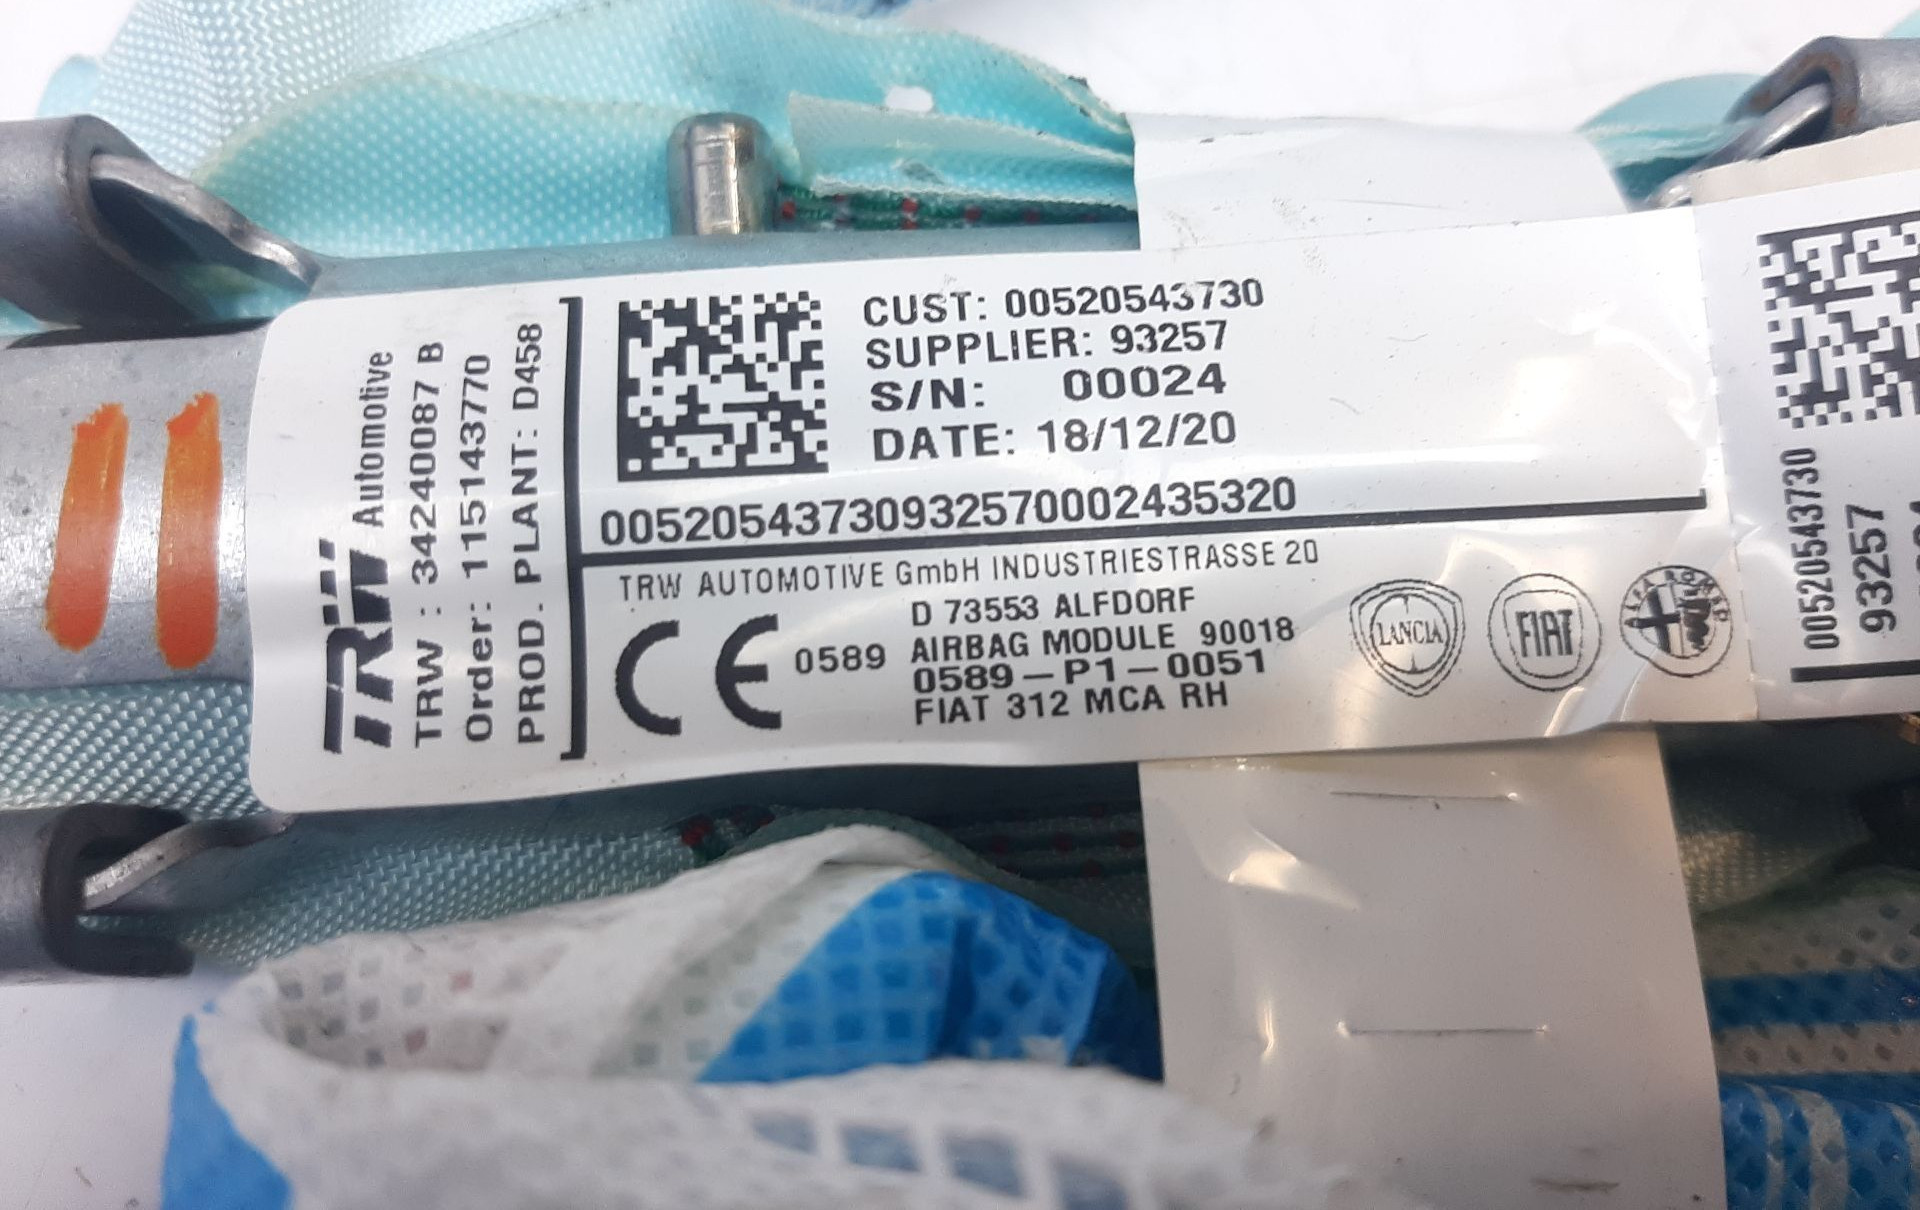 TRW Automotive
TRW : 34240087 B
Order: 115143770
PROD. PLANT: D458
CUST: 00520543730
SUPPLIER: 93257
S/N: 00024
DATE: 18/12/20
00520543730932570002435320
TRW AUTOMOTIVE GmbH INDUSTRIESTRASSE 20
D 73553 ALFDORF
CE 0589 AIRBAG MODULE 90018
0589-P1-0051
FIAT 312 MCA RH
LANCIA
FIAT
ALFA ROMEO
00520543730
93257